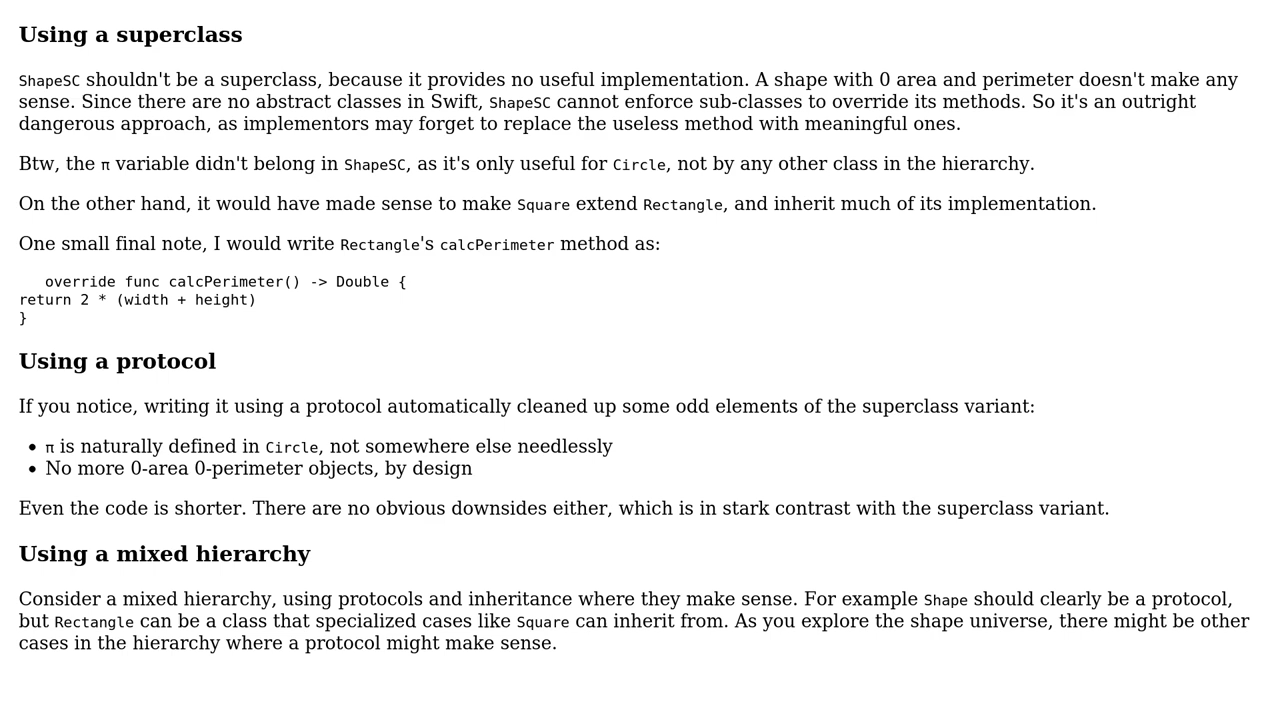 Using a superclass
ShapeSC shouldn't be a superclass, because it provides no useful implementation. A shape with 0 area and perimeter doesn't make any
sense. Since there are no abstract classes in Swift, ShapeSC cannot enforce sub-classes to override its methods. So it's an outright
dangerous approach, as implementors may forget to replace the useless method with meaningful ones.
Btw, the π variable didn't belong in ShapeSC, as it's only useful for Circle, not by any other class in the hierarchy.
On the other hand, it would have made sense to make Square extend Rectangle, and inherit much of its implementation.
One small final note, I would write Rectangle's calcPerimeter method as:
override func calcPerimeter() -> Double {
return 2 * (width + height)
}
Using a protocol
If you notice, writing it using a protocol automatically cleaned up some odd elements of the superclass variant:
• π is naturally defined in Circle, not somewhere else needlessly
• No more 0-area 0-perimeter objects, by design
Even the code is shorter. There are no obvious downsides either, which is in stark contrast with the superclass variant.
Using a mixed hierarchy
Consider a mixed hierarchy, using protocols and inheritance where they make sense. For example Shape should clearly be a protocol,
but Rectangle can be a class that specialized cases like Square can inherit from. As you explore the shape universe, there might be other
cases in the hierarchy where a protocol might make sense.